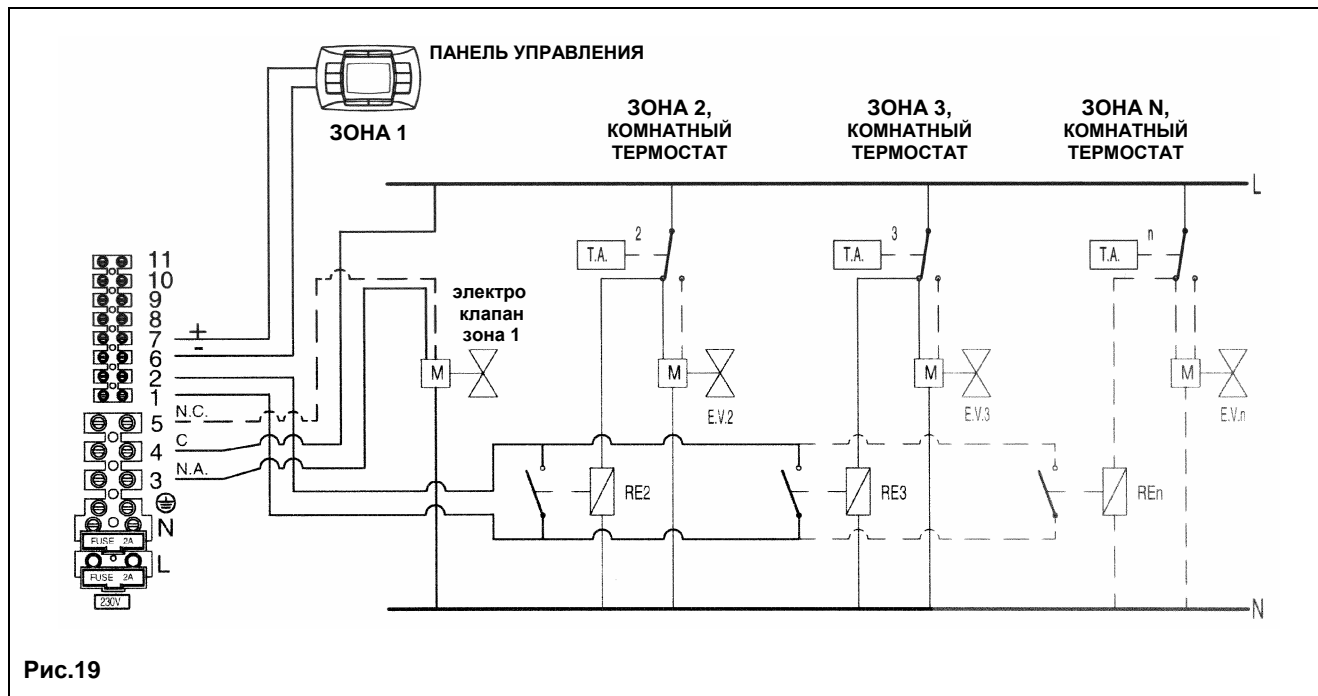 ПАНЕЛЬ УПРАВЛЕНИЯ
ЗОНА 1
ЗОНА 2,
КОМНАТНЫЙ
ТЕРМОСТАТ
ЗОНА 3,
КОМНАТНЫЙ
ТЕРМОСТАТ
ЗОНА N,
КОМНАТНЫЙ
ТЕРМОСТАТ
L
2
T.A.
3
T.A.
n
T.A.
электро
клапан
зона 1
11
10
9
8
7 +
-
6
2
1
5 N.C.
4 C
3 N.A.
N
FUSE 2A
L
FUSE 2A
230V
M
M
E.V.2
M
E.V.3
M
E.V.n
RE2
RE3
REn
N
Рис.19